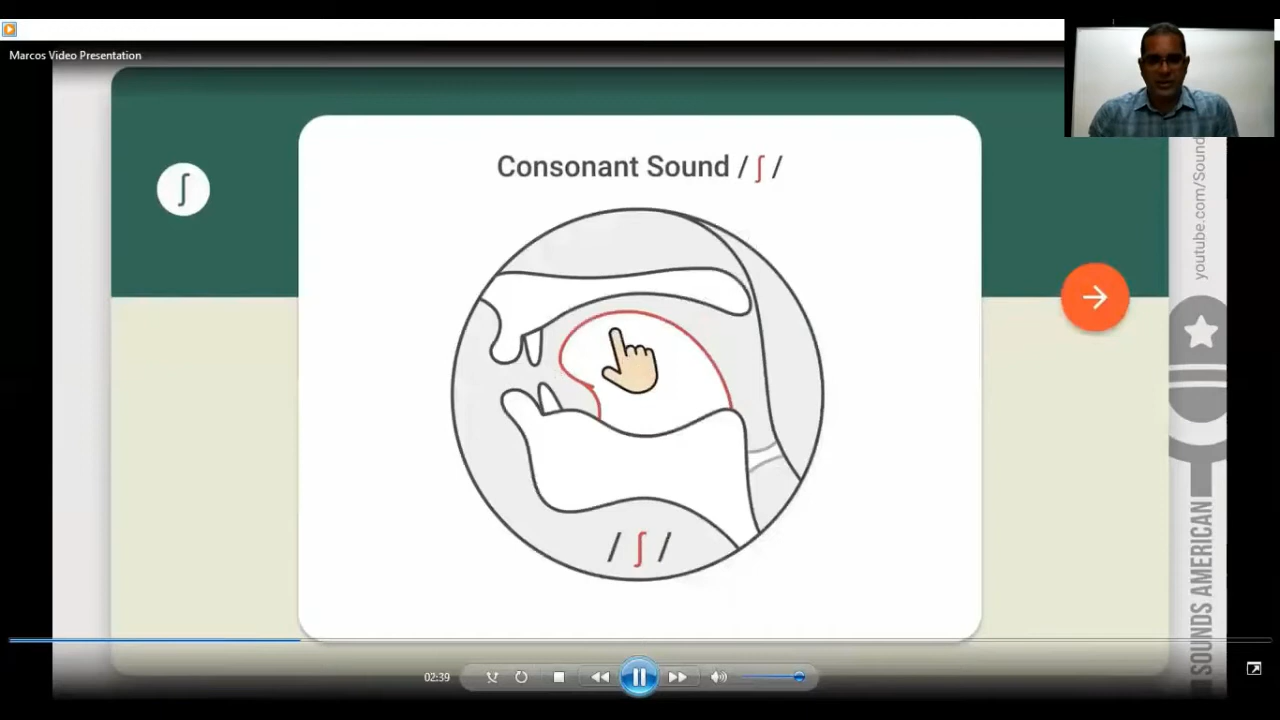 Marcos Video Presentation
Consonant Sound / ʃ /
ʃ
/ ʃ /
youtube.com/Sound
SOUNDS AMERICAN
02:39